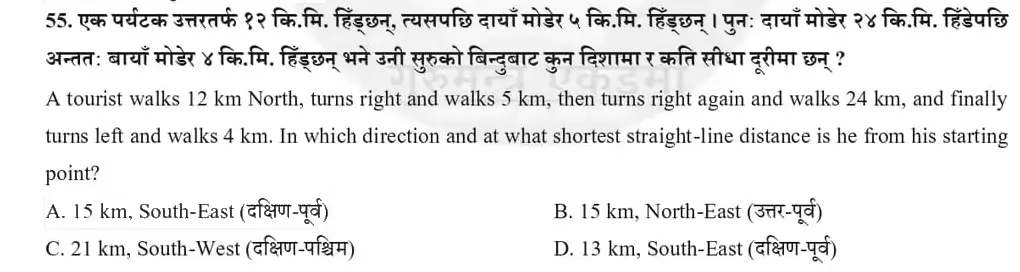 55. एक पर्यटक उत्तरतर्फ १२ कि.मि. हिँड्छन्, त्यसपछि दायाँ मोडेर ५ कि.मि. हिँड्छन् । पुन: दायाँ मोडेर २४ कि.मि. हिँडेपछि
अन्तत: बायाँ मोडेर ४ कि.मि. हिँड्छन् भने उनी सुरुको बिन्दुबाट कुन दिशामा र कति सीधा दूरीमा छन् ?
A tourist walks 12 km North, turns right and walks 5 km, then turns right again and walks 24 km, and finally
turns left and walks 4 km. In which direction and at what shortest straight-line distance is he from his starting
point?
A. 15 km, South-East (दक्षिण-पूर्व)
B. 15 km, North-East (उत्तर-पूर्व)
C. 21 km, South-West (दक्षिण-पश्चिम)
D. 13 km, South-East (दक्षिण-पूर्व)